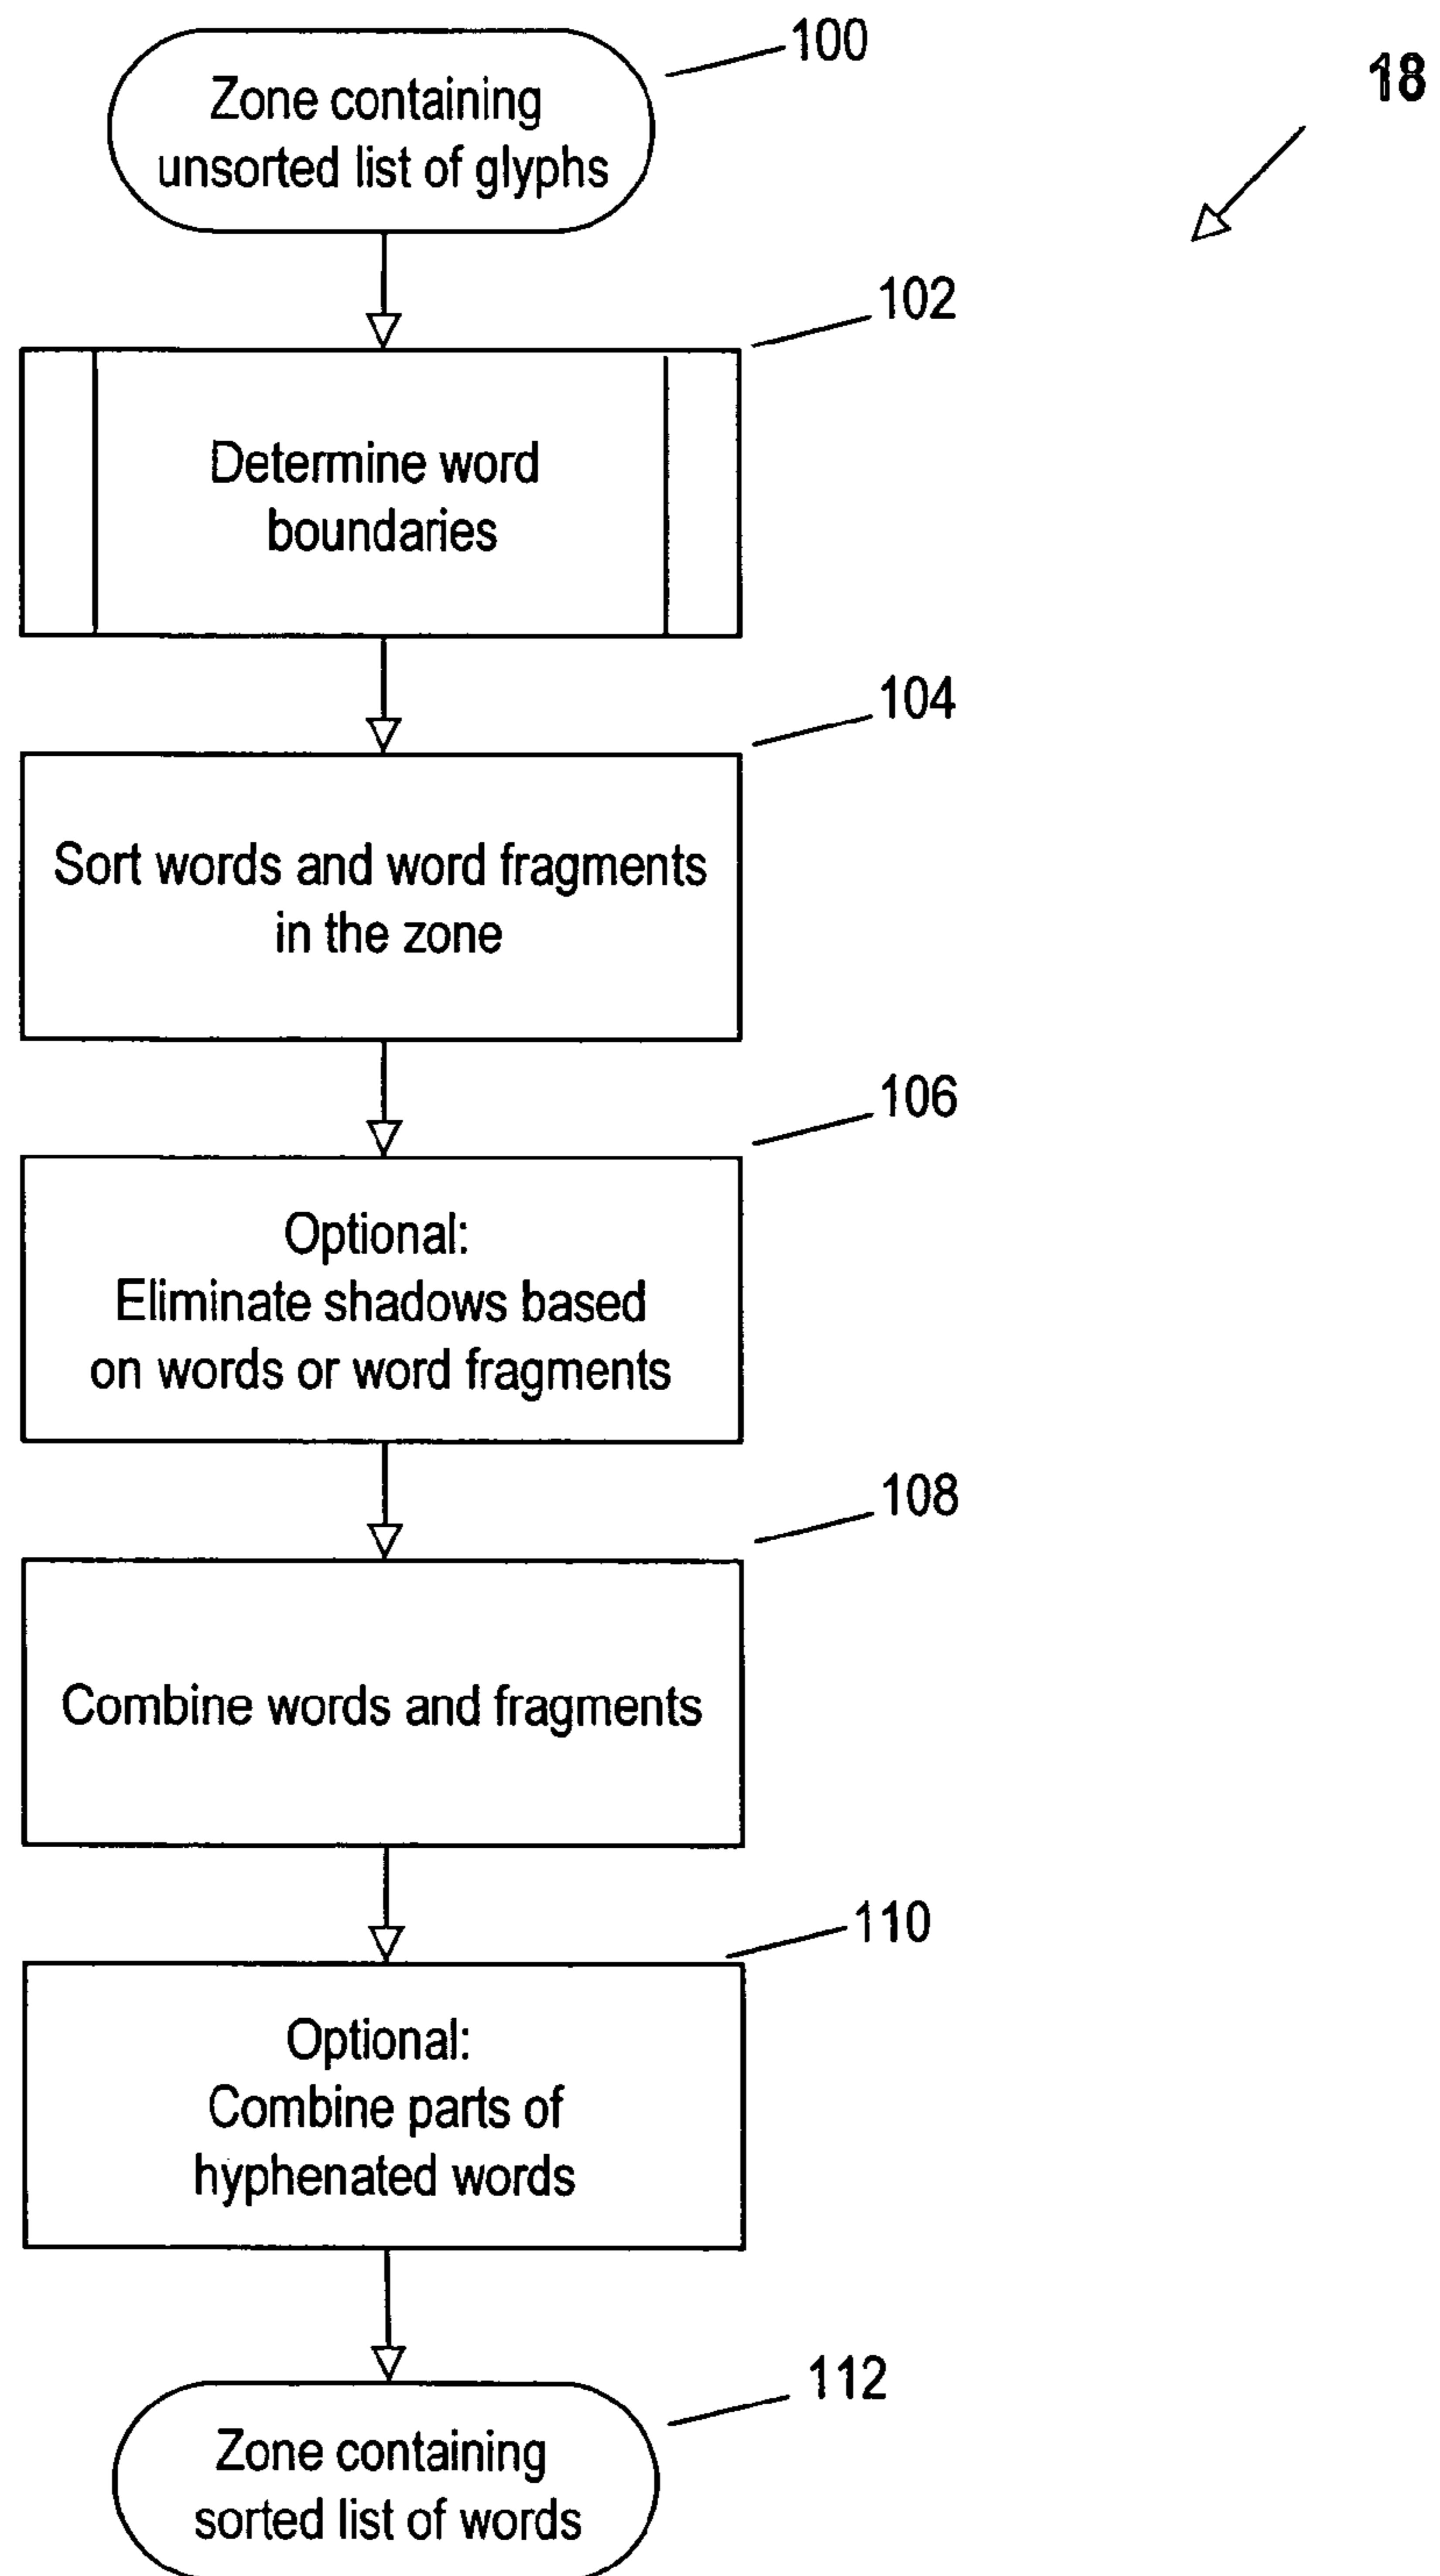 100
18
Zone containing
unsorted list of glyphs
102
Determine word
boundaries
104
Sort words and word fragments
in the zone
106
Optional:
Eliminate shadows based
on words or word fragments
108
Combine words and fragments
110
Optional:
Combine parts of
hyphenated words
112
Zone containing
sorted list of words